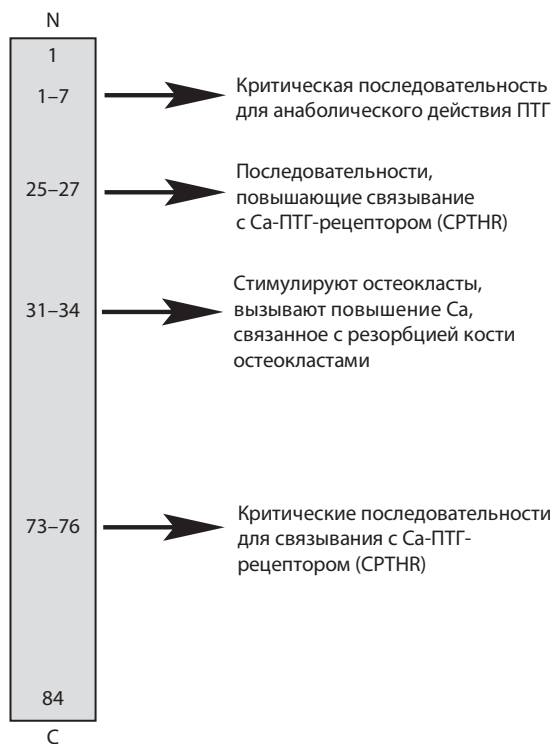 N
1
1–7
Критическая последовательность
для анаболического действия ПТГ
25–27
Последовательности,
повышающие связывание
с Са-ПТГ-рецептором (CPTHR)
31–34
Стимулируют остеокласты,
вызывают повышение Са,
связанное с резорбцией кости
остеокластами
73–76
Критические последовательности
для связывания с Са-ПТГ-
рецептором (CPTHR)
84
C